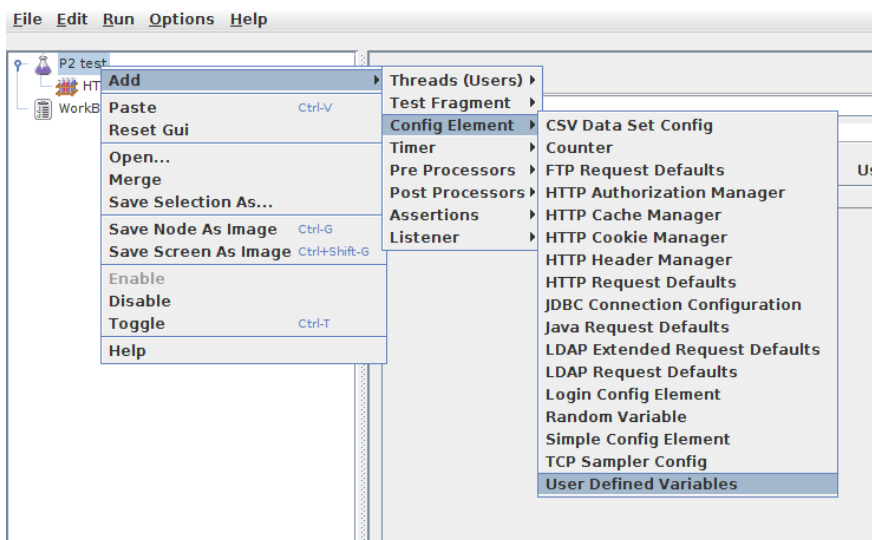 File Edit Run Options Help
P2 test
HT
WorkB
Add
Paste Ctrl-V
Reset Gui
Open...
Merge
Save Selection As...
Save Node As Image Ctrl-G
Save Screen As Image Ctrl+Shift-G
Enable
Disable
Toggle Ctrl-T
Help
Threads (Users)
Test Fragment
Config Element
Timer
Pre Processors
Post Processors
Assertions
Listener
CSV Data Set Config
Counter
FTP Request Defaults
HTTP Authorization Manager
HTTP Cache Manager
HTTP Cookie Manager
HTTP Header Manager
HTTP Request Defaults
JDBC Connection Configuration
Java Request Defaults
LDAP Extended Request Defaults
LDAP Request Defaults
Login Config Element
Random Variable
Simple Config Element
TCP Sampler Config
User Defined Variables